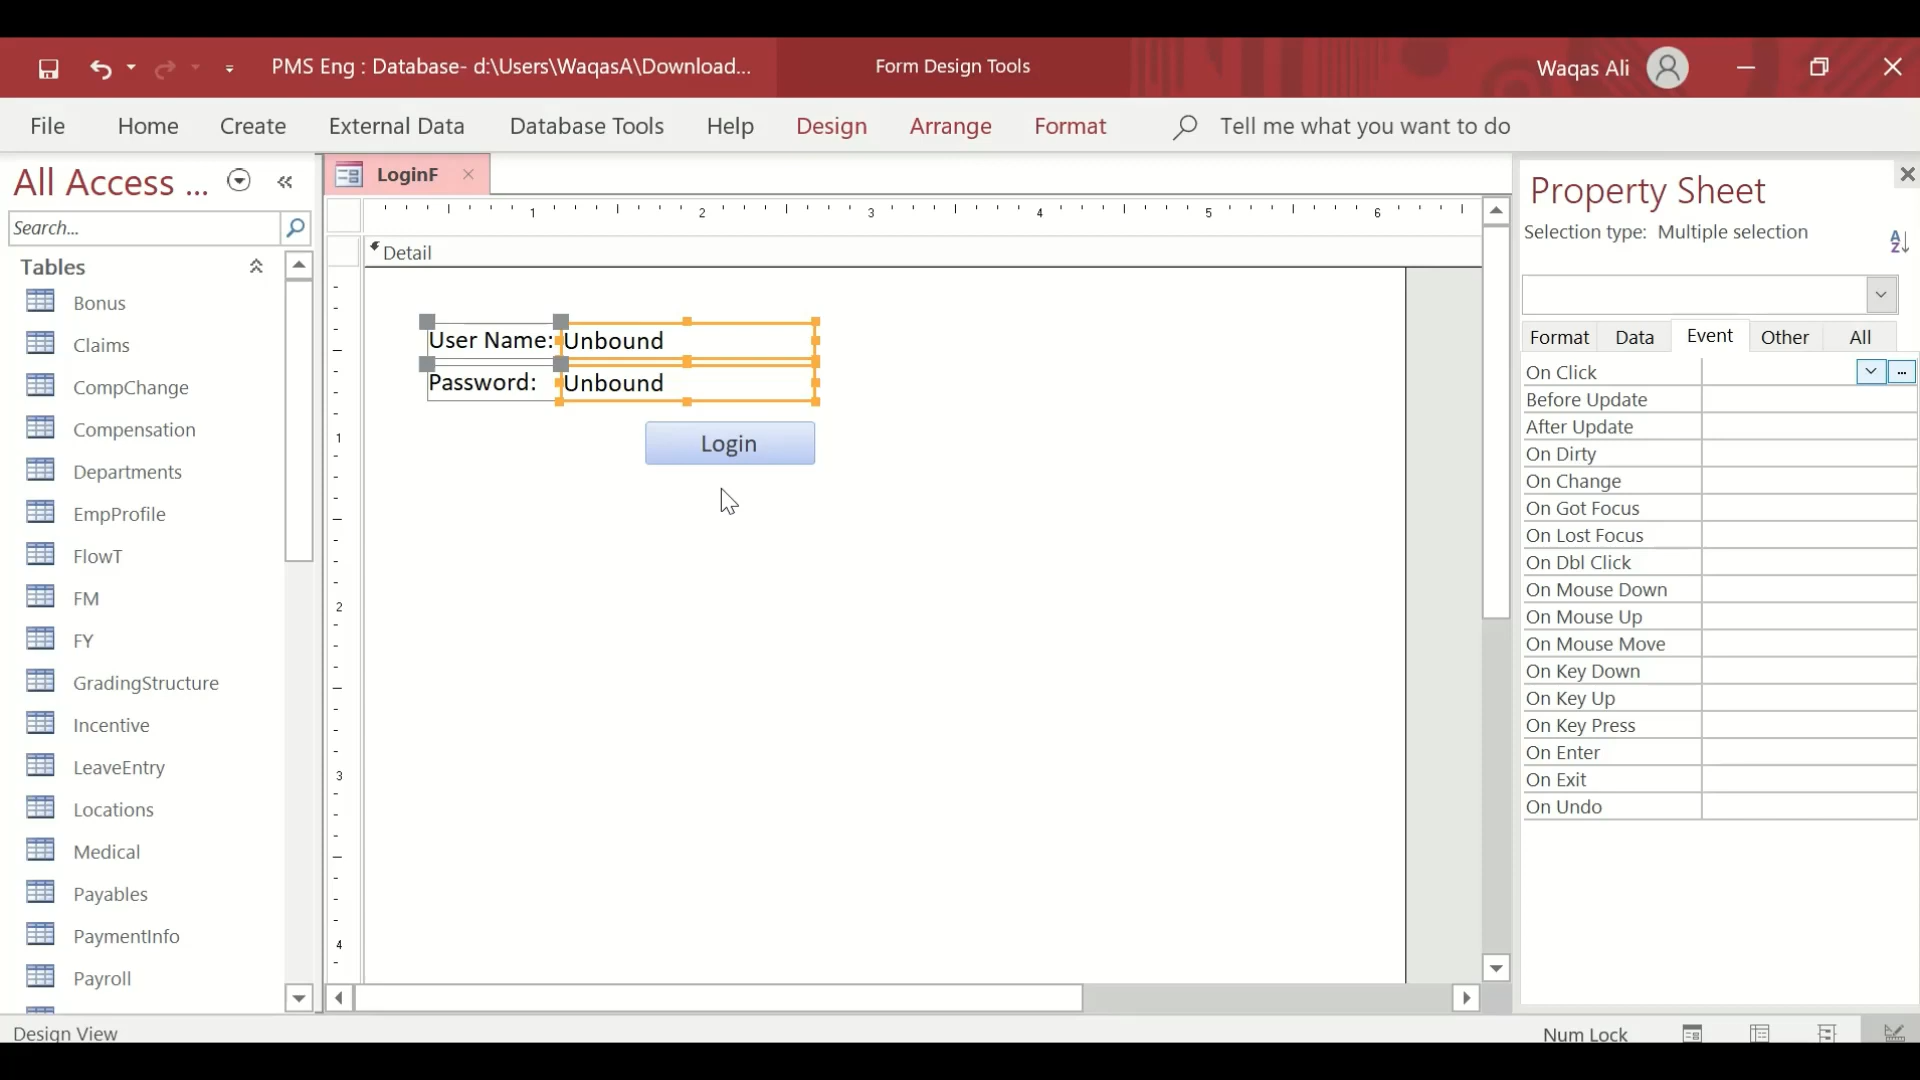 PMS Eng : Database- d:\Users\WaqasA\Download...
Form Design Tools
Waqas Ali
File Home Create External Data Database Tools Help Design Arrange Format Tell me what you want to do
All Access ...
Search...
Tables
Bonus
Claims
CompChange
Compensation
Departments
EmpProfile
FlowT
FM
FY
GradingStructure
Incentive
LeaveEntry
Locations
Medical
Payables
PaymentInfo
Payroll
LoginF
1 2 3 4 5 6
Detail
1
2
3
4
User Name: Unbound
Password: Unbound
Login
Property Sheet
Selection type: Multiple selection
Format Data Event Other All
On Click
Before Update
After Update
On Dirty
On Change
On Got Focus
On Lost Focus
On Dbl Click
On Mouse Down
On Mouse Up
On Mouse Move
On Key Down
On Key Up
On Key Press
On Enter
On Exit
On Undo
Design View
Num Lock